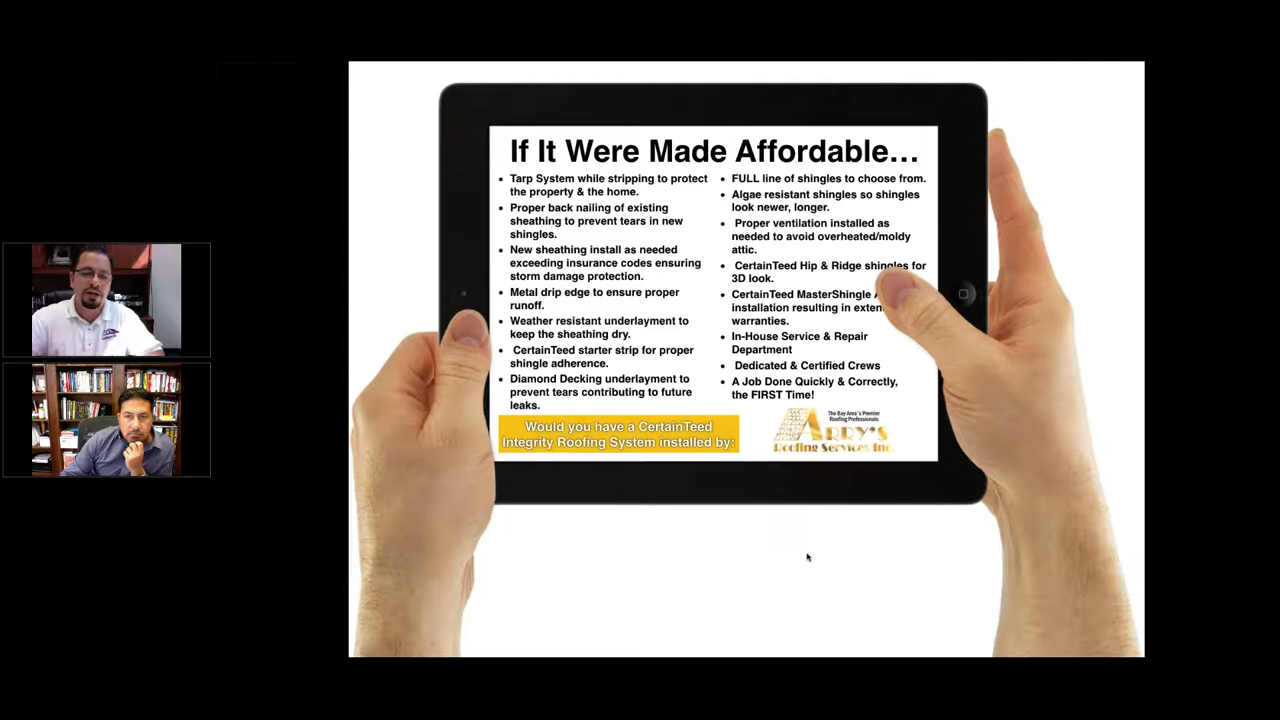 If It Were Made Affordable...
• Tarp System while stripping to protect
the property & the home.
• Proper back nailing of existing
sheathing to prevent tears in new
shingles.
• New sheathing install as needed
exceeding insurance codes ensuring
storm damage protection.
• Metal drip edge to ensure proper
runoff.
• Weather resistant underlayment to
keep the sheathing dry.
• CertainTeed starter strip for proper
shingle adherence.
• Diamond Decking underlayment to
prevent tears contributing to future
leaks.
• FULL line of shingles to choose from.
• Algae resistant shingles so shingles
look newer, longer.
• Proper ventilation installed as
needed to avoid overheated/moldy
attic.
• CertainTeed Hip & Ridge shingles for
3D look.
• CertainTeed MasterShingle
installation resulting in
warranties.
• In-House Service & Repair
Department
• Dedicated & Certified Crews
• A Job Done Quickly & Correctly,
the FIRST Time!
Would you have a CertainTeed
Integrity Roofing System installed by:
The Bay Area's Premier
Roofing Professionals
ARRY'S
Roofing Services Inc.